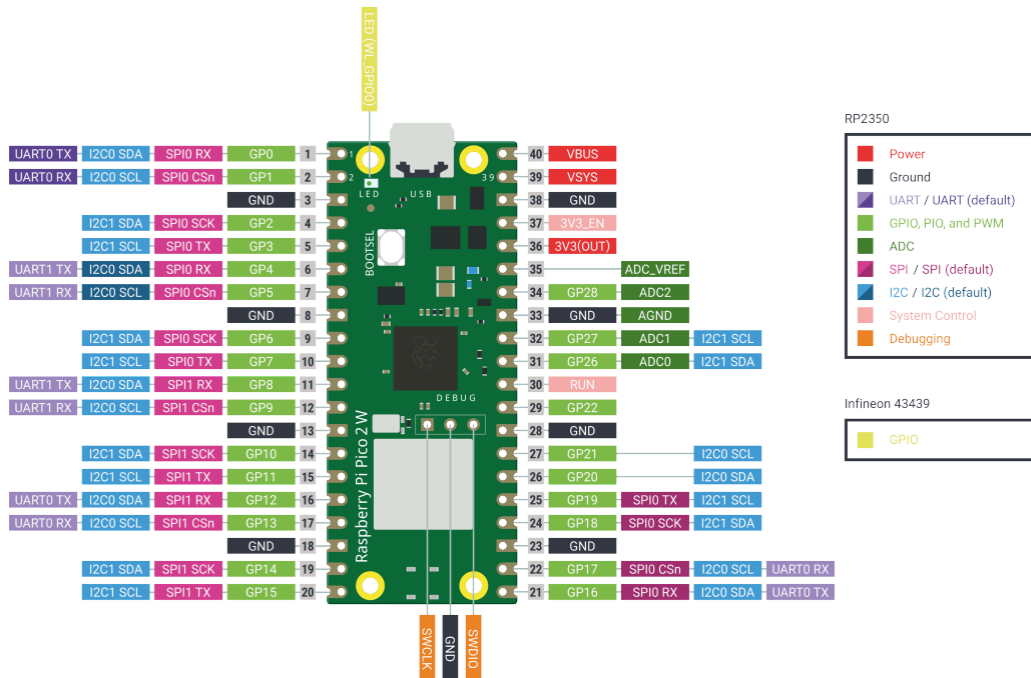 LED (WL_GPIO0)
UART0 TX I2C0 SDA SPI0 RX GP0 1 1 40 VBUS
UART0 RX I2C0 SCL SPI0 CSn GP1 2 2 39 39 VSYS
GND 3 LED USB 38 GND
I2C1 SDA SPI0 SCK GP2 4 37 3V3_EN
I2C1 SCL SPI0 TX GP3 5 BOOTSEL 36 3V3(OUT)
UART1 TX I2C0 SDA SPI0 RX GP4 6 35 ADC_VREF
UART1 RX I2C0 SCL SPI0 CSn GP5 7 34 GP28 ADC2
GND 8 33 GND AGND
I2C1 SDA SPI0 SCK GP6 9 32 GP27 ADC1 I2C1 SCL
I2C1 SCL SPI0 TX GP7 10 31 GP26 ADC0 I2C1 SDA
UART1 TX I2C0 SDA SPI1 RX GP8 11 30 RUN
DEBUG
UART1 RX I2C0 SCL SPI1 CSn GP9 12 29 GP22
GND 13 28 GND
I2C1 SDA SPI1 SCK GP10 14 27 GP21 I2C0 SCL
I2C1 SCL SPI1 TX GP11 15 26 GP20 I2C0 SDA
UART0 TX I2C0 SDA SPI1 RX GP12 16 25 GP19 SPI0 TX I2C1 SCL
UART0 RX I2C0 SCL SPI1 CSn GP13 17 24 GP18 SPI0 SCK I2C1 SDA
GND 18 23 GND
I2C1 SDA SPI1 SCK GP14 19 22 GP17 SPI0 CSn I2C0 SCL UART0 RX
I2C1 SCL SPI1 TX GP15 20 21 GP16 SPI0 RX I2C0 SDA UART0 TX
Raspberry Pi Pico 2 W
SWCLK GND SWDIO
RP2350
Power
Ground
UART / UART (default)
GPIO, PIO, and PWM
ADC
SPI / SPI (default)
I2C / I2C (default)
System Control
Debugging
Infineon 43439
GPIO